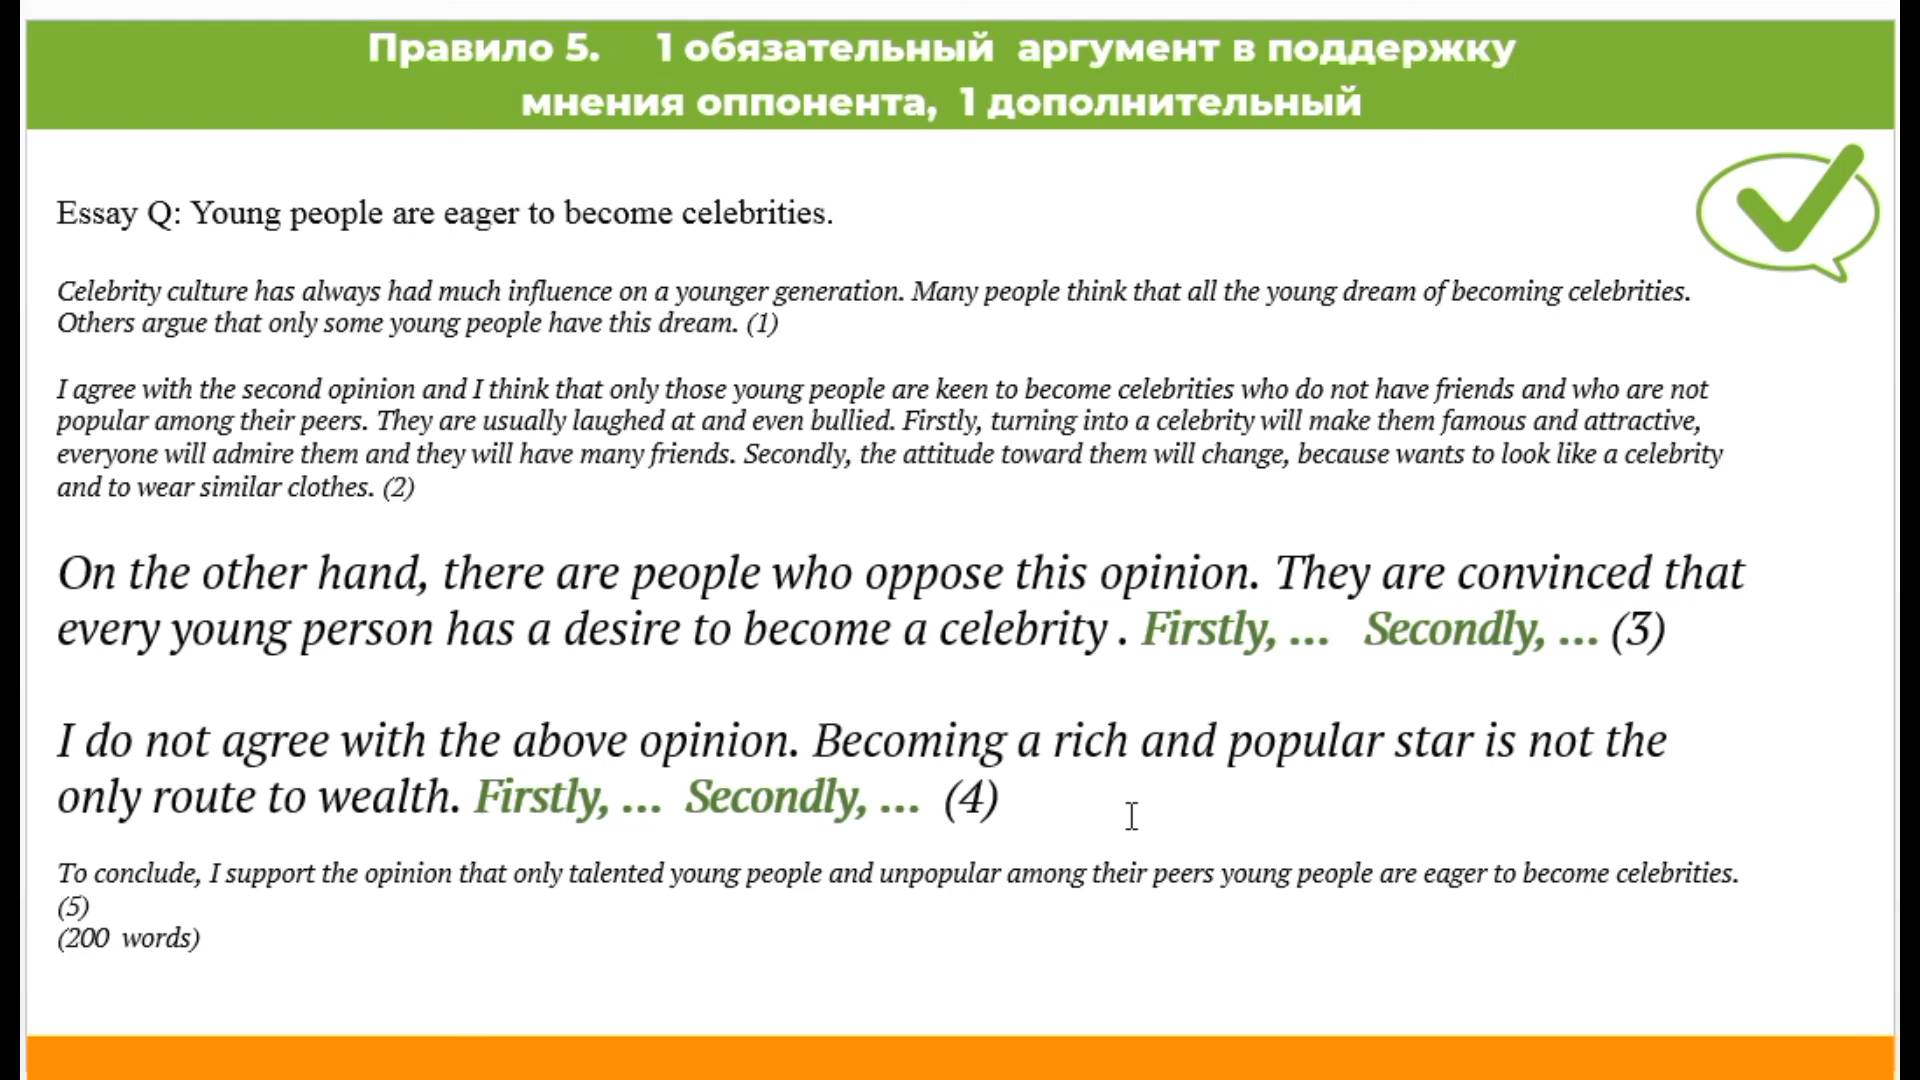 Правило 5. 1 обязательный аргумент в поддержку
мнения оппонента, 1 дополнительный
Essay Q: Young people are eager to become celebrities.
Celebrity culture has always had much influence on a younger generation. Many people think that all the young dream of becoming celebrities.
Others argue that only some young people have this dream. (1)
I agree with the second opinion and I think that only those young people are keen to become celebrities who do not have friends and who are not
popular among their peers. They are usually laughed at and even bullied. Firstly, turning into a celebrity will make them famous and attractive,
everyone will admire them and they will have many friends. Secondly, the attitude toward them will change, because wants to look like a celebrity
and to wear similar clothes. (2)
On the other hand, there are people who oppose this opinion. They are convinced that
every young person has a desire to become a celebrity . Firstly, ... Secondly, ... (3)
I do not agree with the above opinion. Becoming a rich and popular star is not the
only route to wealth. Firstly, ... Secondly, ... (4)
To conclude, I support the opinion that only talented young people and unpopular among their peers young people are eager to become celebrities.
(5)
(200 words)